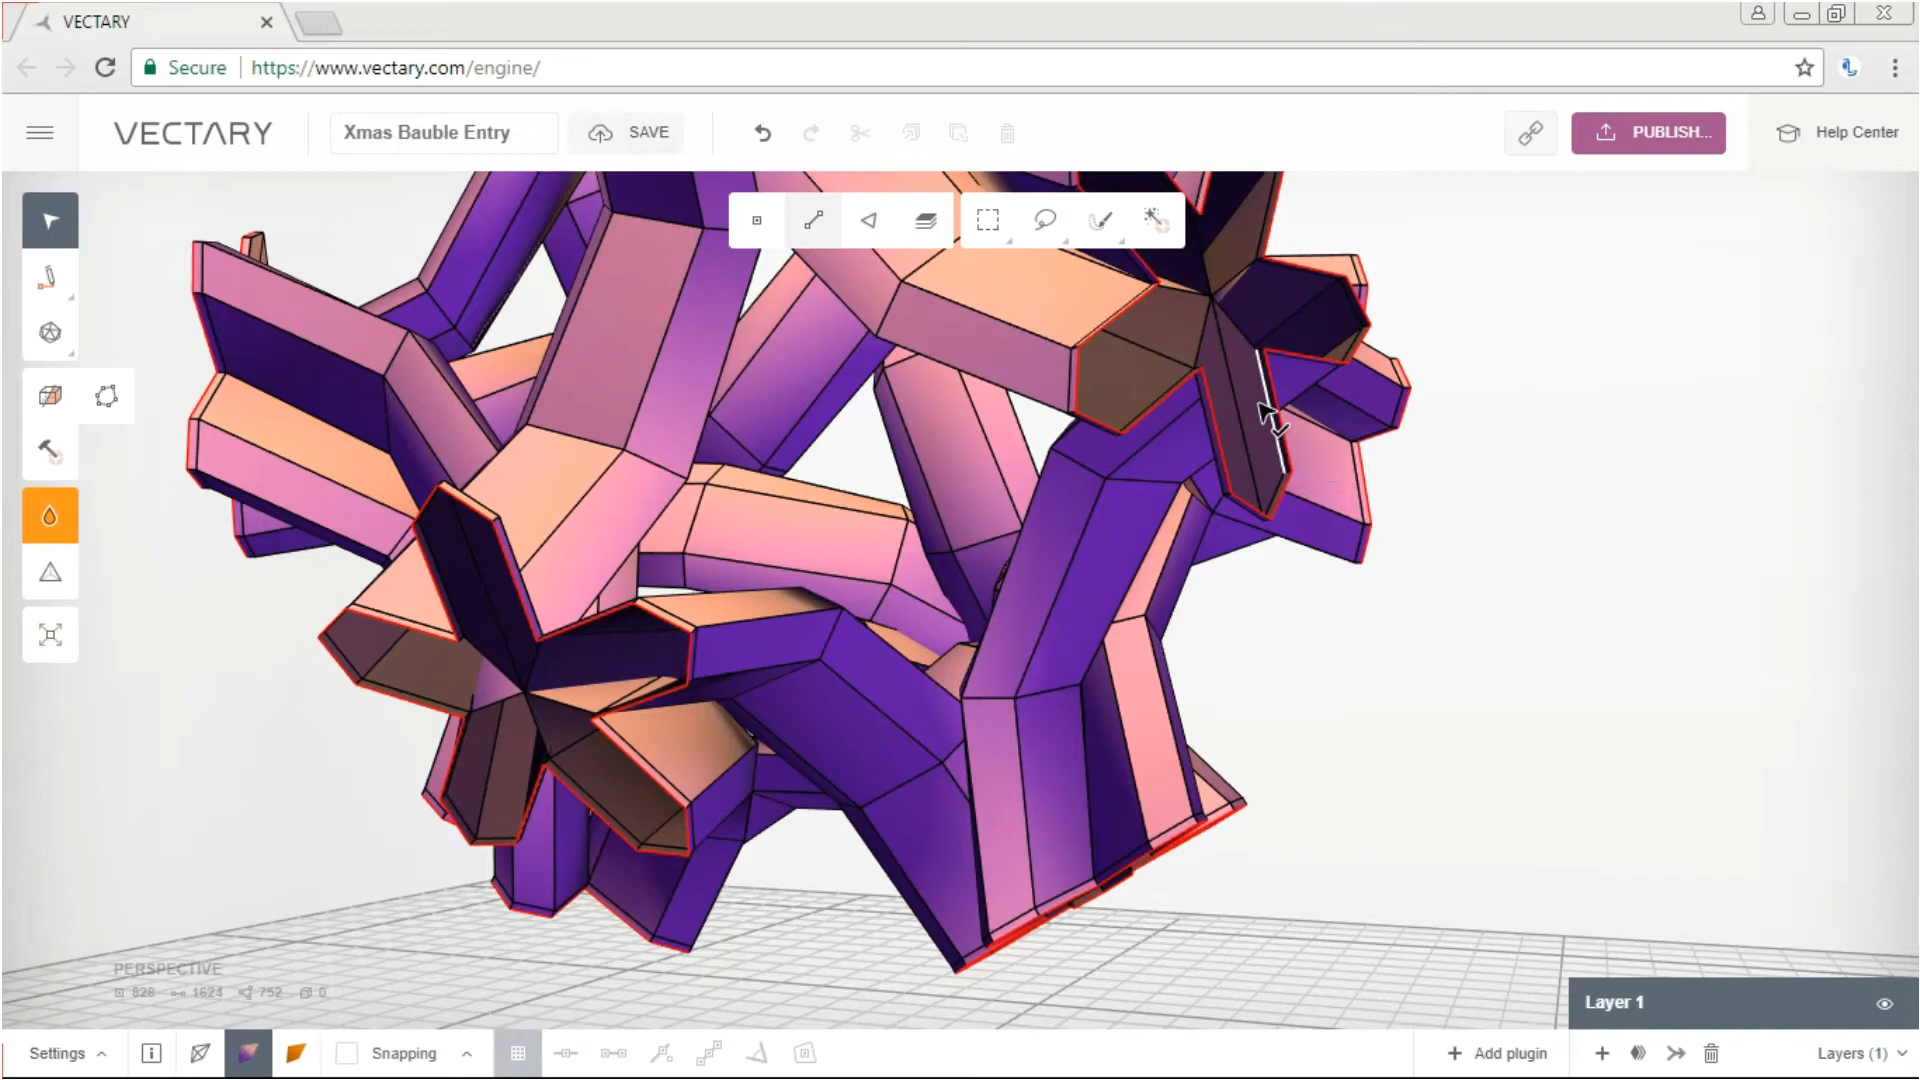 VECTARY
Secure
https://www.vectary.com/engine/
VECTARY
Xmas Bauble Entry
SAVE
PUBLISH...
Help Center
PERSPECTIVE
828 1624 752 0
Layer 1
Settings
Snapping
Add plugin
Layers (1)